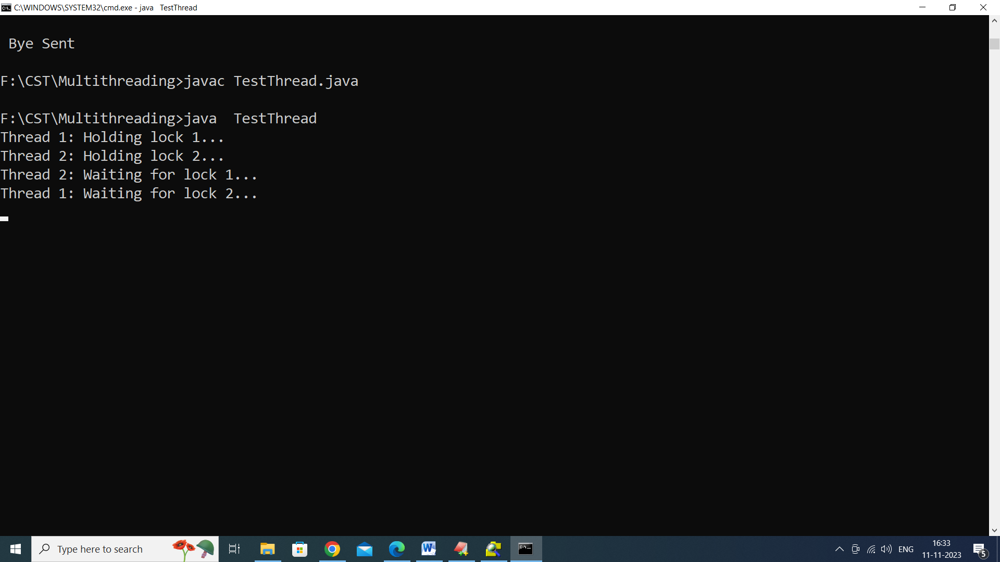 C:\WINDOWS\SYSTEM32\cmd.exe - java  TestThread
Bye Sent
F:\CST\Multithreading>javac TestThread.java
F:\CST\Multithreading>java  TestThread
Thread 1: Holding lock 1...
Thread 2: Holding lock 2...
Thread 2: Waiting for lock 1...
Thread 1: Waiting for lock 2...
Type here to search
ENG
16:33
11-11-2023
5